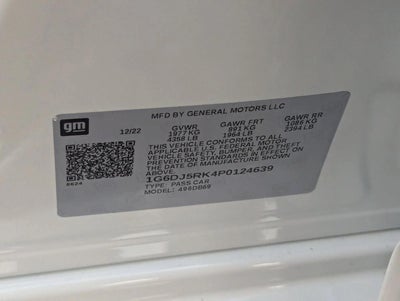 MFD BY GENERAL MOTORS LLC
gm
12/22 GVWR GAWR FRT GAWR RR
1977 KG 891 KG 1086 KG
4358 LB 1964 LB 2394 LB
THIS VEHICLE CONFORMS TO ALL
APPLICABLE U.S. FEDERAL MOTOR
VEHICLE SAFETY, BUMPER, AND THEFT
PREVENTION STANDARDS IN EFFECT ON
THE DATE OF MANUFACTURE SHOWN
ABOVE.
1G6DJ5RK4P0124639
TYPE: PASS CAR
MODEL: